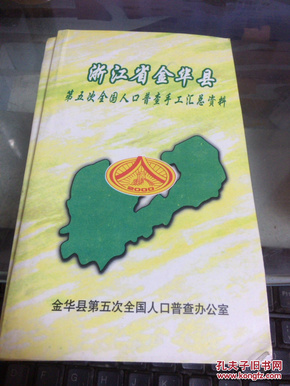 浙江省金华县
第五次全国人口普查手工汇总资料
2000
金华县第五次全国人口普查办公室
孔夫子旧书网